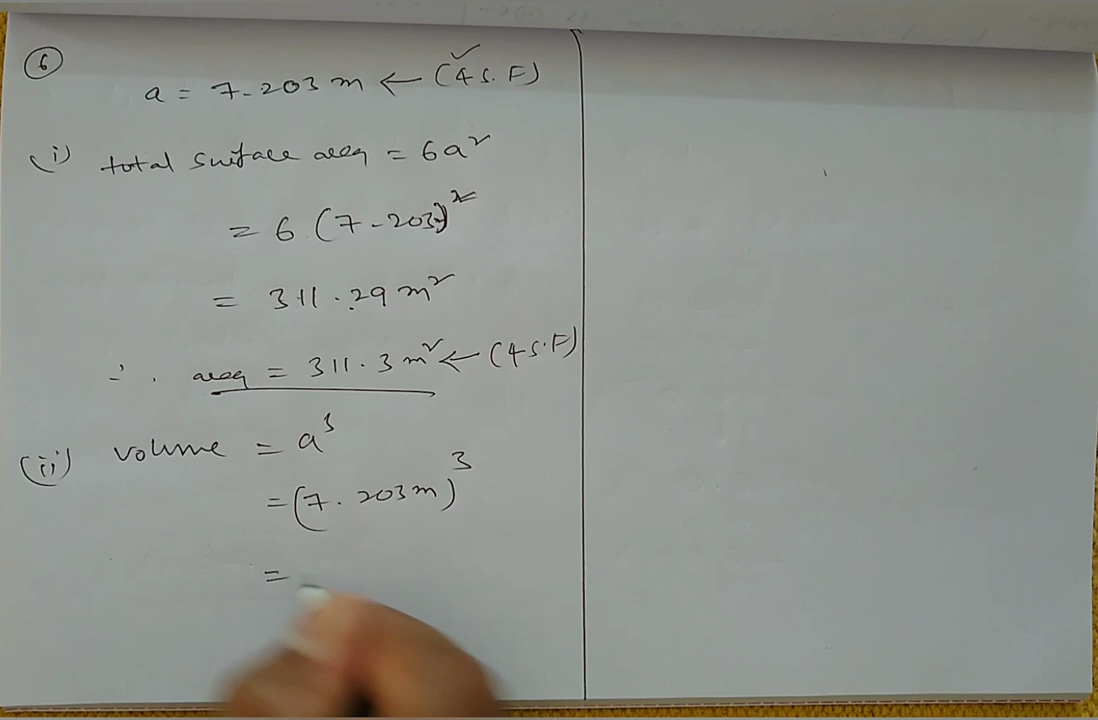 6
a = 7.203 m ← (4 S.F)
(i) total surface area = 6a²
= 6 (7.203)²
= 311.29 m²
∴ area = 311.3 m² ← (4 S.F)
(ii) volume = a³
= (7.203 m)³
=